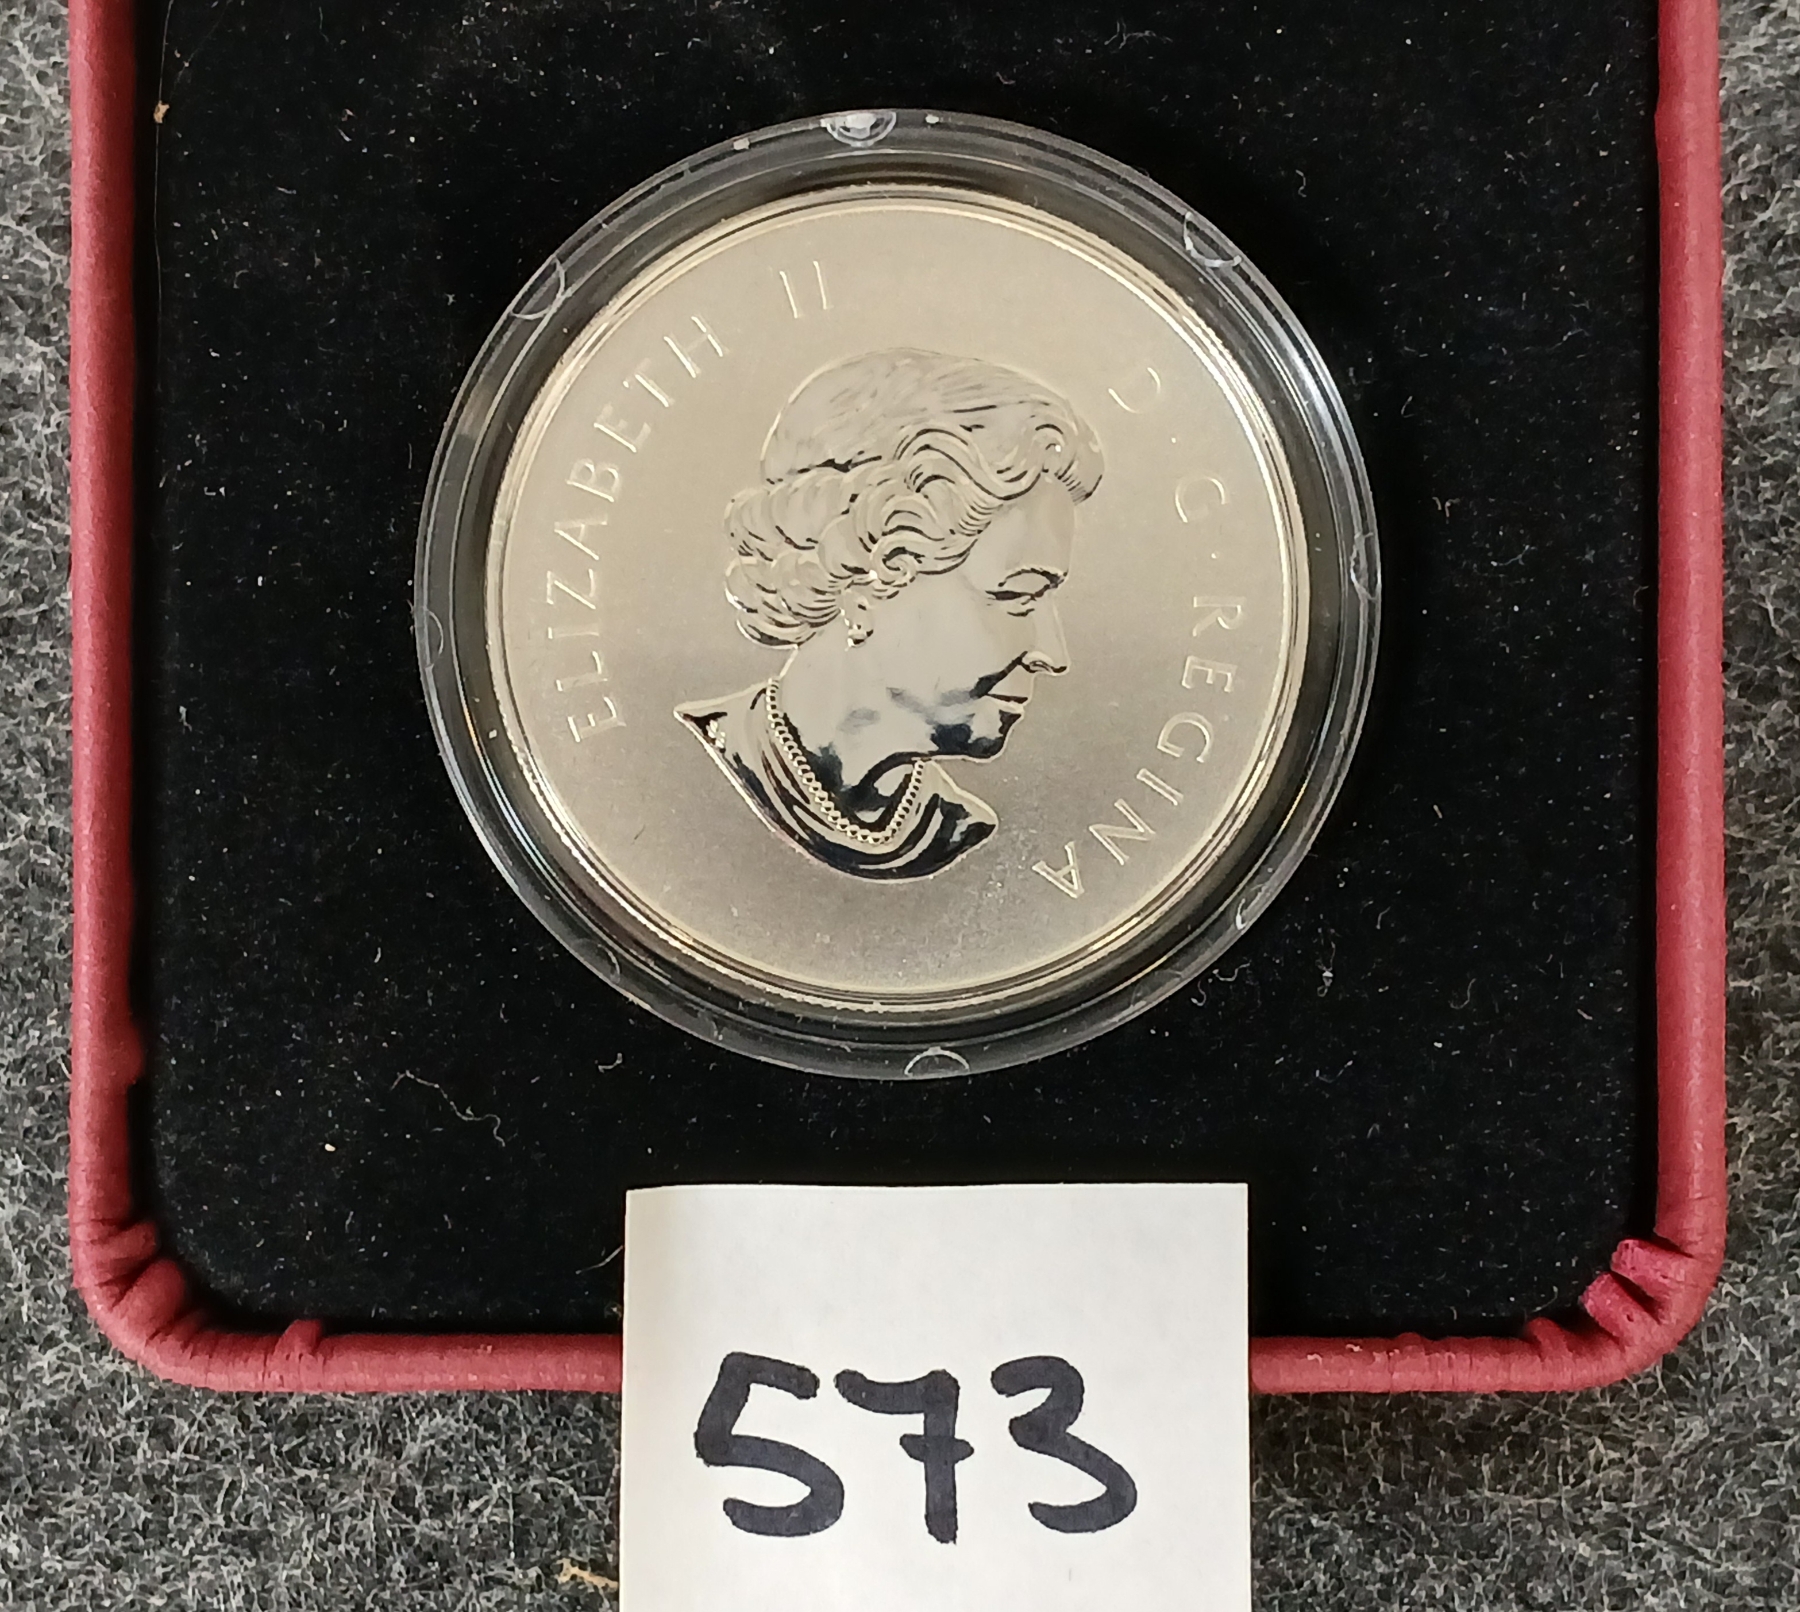 ELIZABETH II D·G·REGINA
573